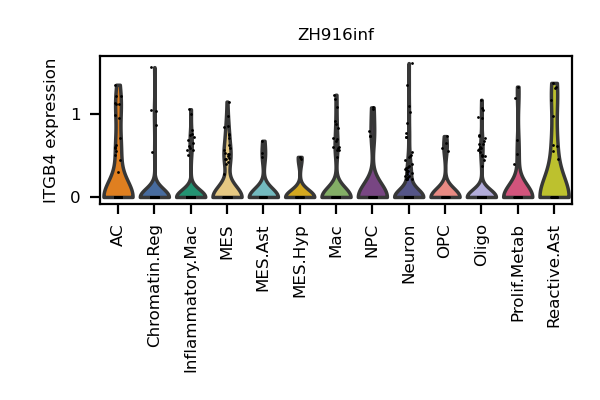 ZH916inf
ITGB4 expression
1
0
AC
Chromatin.Reg
Inflammatory.Mac
MES
MES.Ast
MES.Hyp
Mac
NPC
Neuron
OPC
Oligo
Prolif.Metab
Reactive.Ast